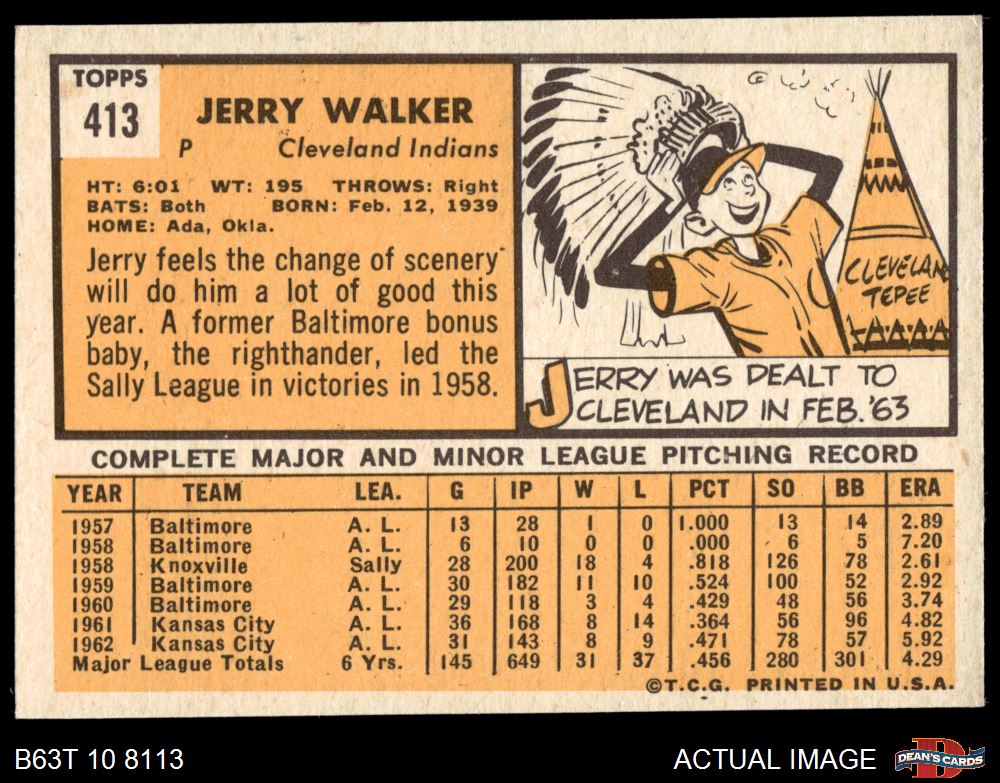 TOPPS
413
JERRY WALKER
P Cleveland Indians
HT: 6:01 WT: 195 THROWS: Right
BATS: Both BORN: Feb. 12, 1939
HOME: Ada, Okla.
Jerry feels the change of scenery
will do him a lot of good this
year. A former Baltimore bonus
baby, the righthander, led the
Sally League in victories in 1958.
CLEVELAN
TEPEE
C
JERRY WAS DEALT TO
CLEVELAND IN FEB. '63
COMPLETE MAJOR AND MINOR LEAGUE PITCHING RECORD
YEAR TEAM LEA. G IP W L PCT SO BB ERA
1957 Baltimore A. L. 13 28 1 0 1.000 13 14 2.89
1958 Baltimore A. L. 6 10 0 0 .000 6 5 7.20
1958 Knoxville Sally 28 200 18 4 .818 126 78 2.61
1959 Baltimore A. L. 30 182 11 10 .524 100 52 2.92
1960 Baltimore A. L. 29 118 3 4 .429 48 56 3.74
1961 Kansas City A. L. 36 168 8 14 .364 56 96 4.82
1962 Kansas City A. L. 31 143 8 9 .471 78 57 5.92
Major League Totals 6 Yrs. 145 649 31 37 .456 280 301 4.29
©T.C.G. PRINTED IN U.S.A.
B63T 10 8113
ACTUAL IMAGE
D
DEAN'S CARDS